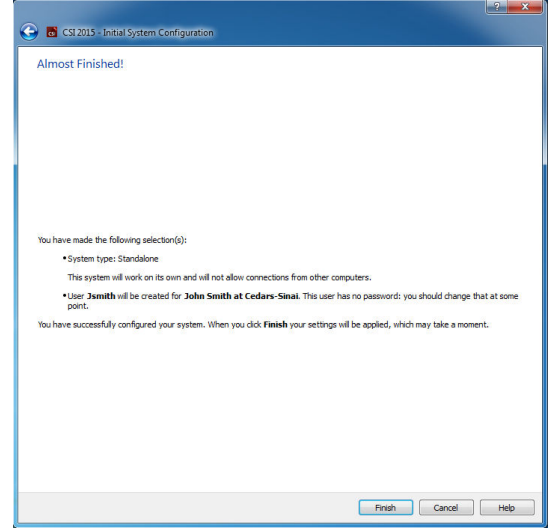 CSI 2015 - Initial System Configuration
Almost Finished!
You have made the following selection(s):
•System type: Standalone
This system will work on its own and will not allow connections from other computers.
•User Jsmith will be created for John Smith at Cedars-Sinai. This user has no password: you should change that at some
point.
You have successfully configured your system. When you click Finish your settings will be applied, which may take a moment.
Finish Cancel Help